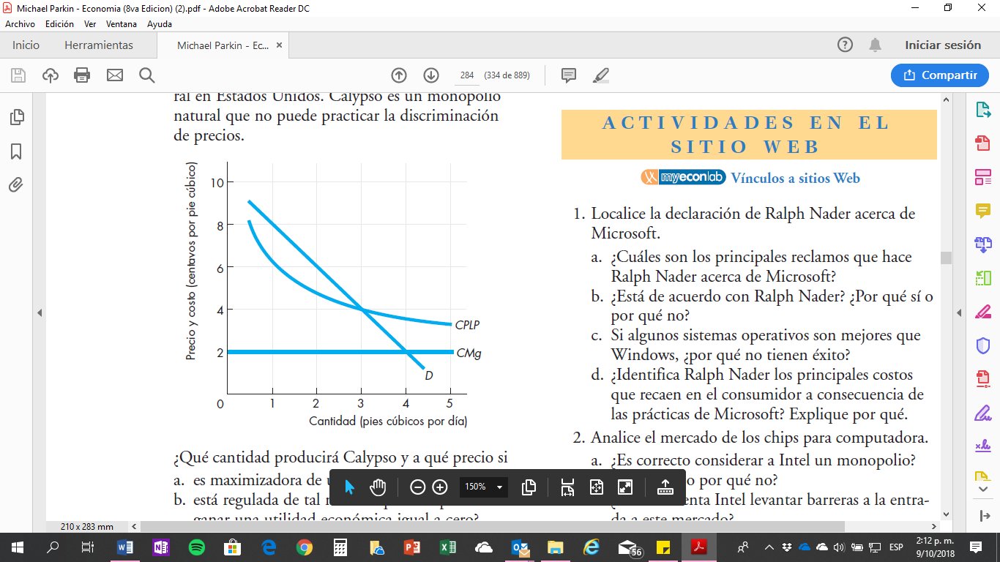 Michael Parkin - Economia (8va Edicion) (2).pdf - Adobe Acrobat Reader DC
Archivo Edición Ver Ventana Ayuda
Inicio Herramientas Michael Parkin - Ec... ×
Iniciar sesión
284 (334 de 889)
Compartir
ral en Estados Unidos. Calypso es un monopolio
natural que no puede practicar la discriminación
de precios.
Precio y costo (centavos por pie cúbico)
10
8
6
4
2
0
1 2 3 4 5
CPLP
CMg
D
Cantidad (pies cúbicos por día)
¿Qué cantidad producirá Calypso y a qué precio si
a. es maximizadora de
b. está regulada de tal
ganar una utilidad económica igual a cero?
ACTIVIDADES EN EL
SITIO WEB
myeconlab Vínculos a sitios Web
1. Localice la declaración de Ralph Nader acerca de
Microsoft.
a. ¿Cuáles son los principales reclamos que hace
Ralph Nader acerca de Microsoft?
b. ¿Está de acuerdo con Ralph Nader? ¿Por qué sí o
por qué no?
c. Si algunos sistemas operativos son mejores que
Windows, ¿por qué no tienen éxito?
d. ¿Identifica Ralph Nader los principales costos
que recaen en el consumidor a consecuencia de
las prácticas de Microsoft? Explique por qué.
2. Analice el mercado de los chips para computadora.
a. ¿Es correcto considerar a Intel un monopolio?
o por qué no?
Intel levantar barreras a la entra-
da a este mercado?
150%
210 x 283 mm
56
ESP
2:12 p. m.
9/10/2018